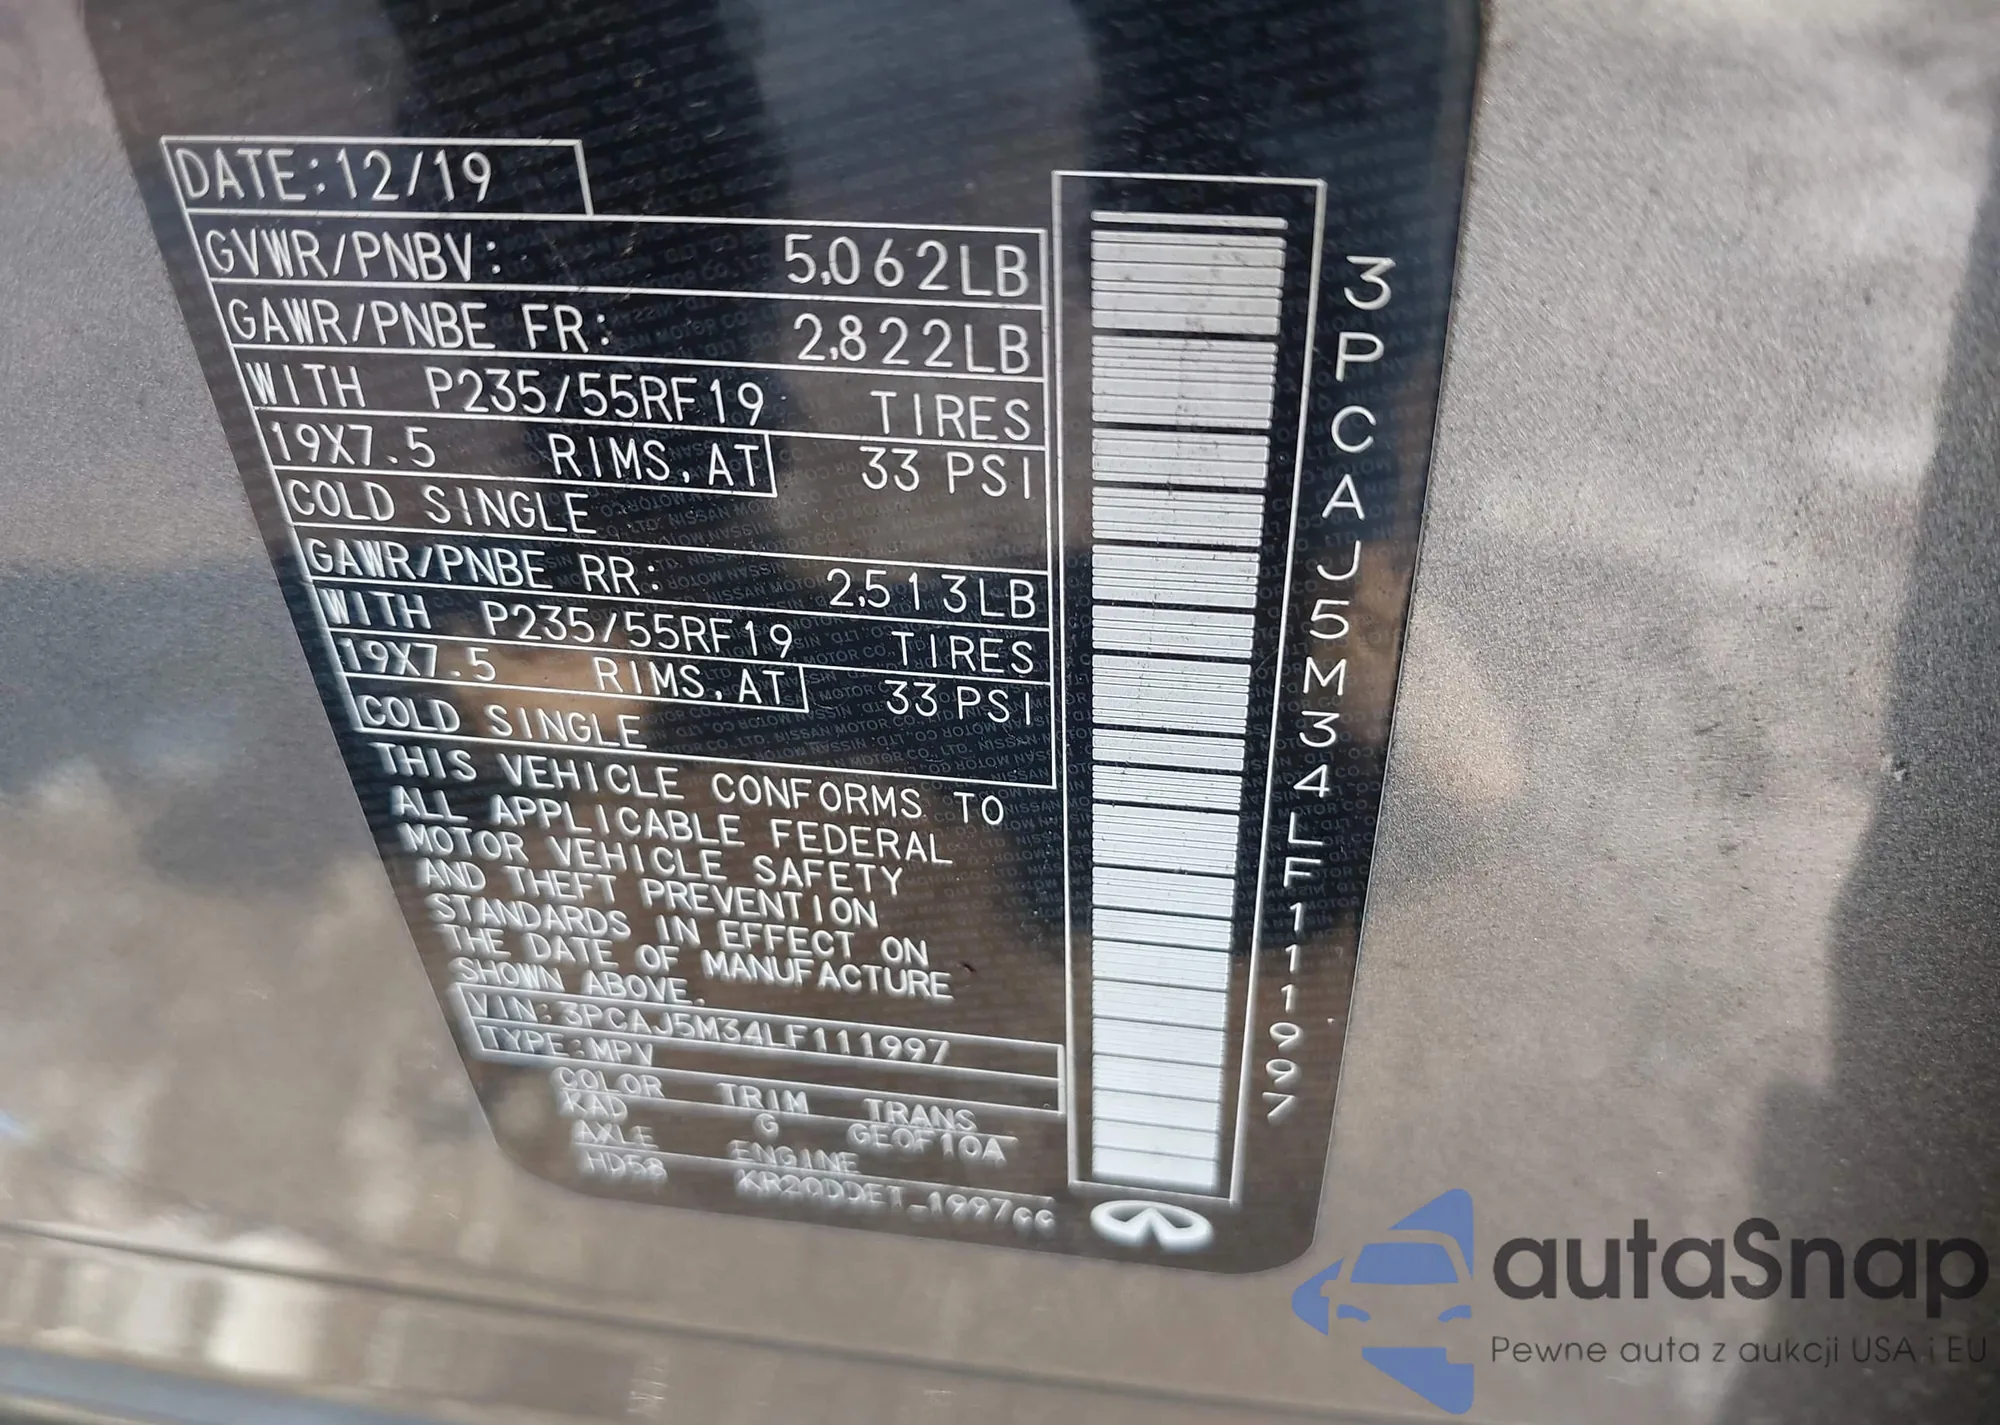 DATE:12/19
GVWR/PNBV: 5,062LB
GAWR/PNBE FR: 2,822LB
WITH P235/55RF19 TIRES
19X7.5 RIMS,AT 33 PSI
COLD SINGLE
GAWR/PNBE RR: 2,513LB
WITH P235/55RF19 TIRES
19X7.5 RIMS,AT 33 PSI
COLD SINGLE
THIS VEHICLE CONFORMS TO
ALL APPLICABLE FEDERAL
MOTOR VEHICLE SAFETY
AND THEFT PREVENTION
STANDARDS IN EFFECT ON
THE DATE OF MANUFACTURE
SHOWN ABOVE.
VIN:3PCAJ5M34LF111997
TYPE:MPV
COLOR TRIM TRANS
KAD G GE0F10A
AXLE ENGINE
HD58 KR20DDET_1997cc
3PCAJ5M34LF111997
autaSnap
Pewne auta z aukcji USA i EU